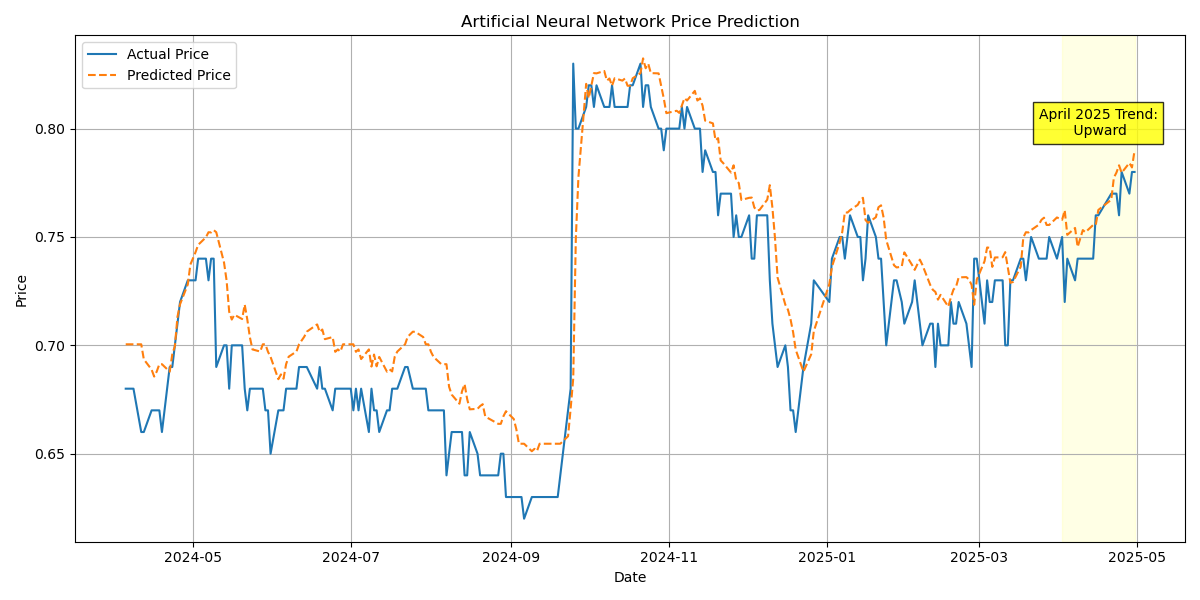 Artificial Neural Network Price Prediction
Actual Price
Predicted Price
April 2025 Trend:
Upward
Price
0.80
0.75
0.70
0.65
2024-05
2024-07
2024-09
2024-11
2025-01
2025-03
2025-05
Date